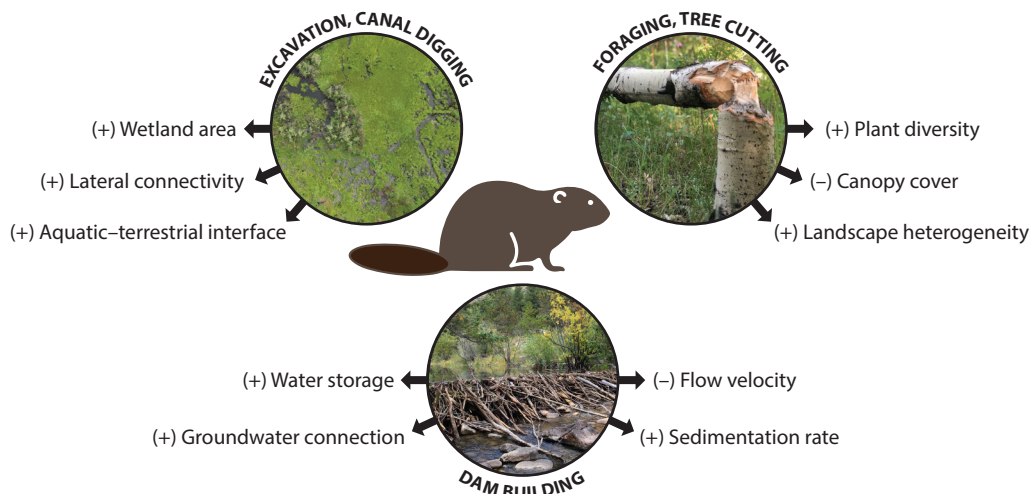 EXCAVATION, CANAL DIGGING
(+) Wetland area
(+) Lateral connectivity
(+) Aquatic–terrestrial interface
FORAGING, TREE CUTTING
(+) Plant diversity
(–) Canopy cover
(+) Landscape heterogeneity
(+) Water storage
(+) Groundwater connection
(–) Flow velocity
(+) Sedimentation rate
DAM BUILDING